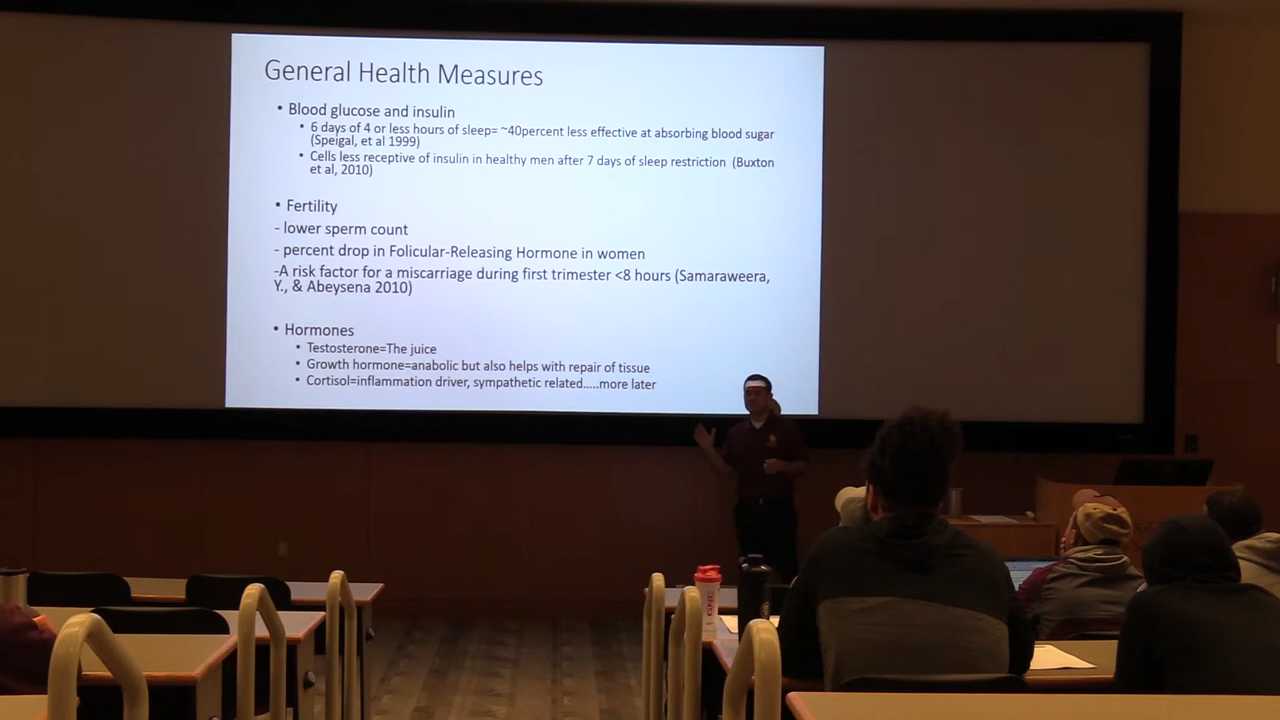 General Health Measures
• Blood glucose and insulin
• 6 days of 4 or less hours of sleep= ~40percent less effective at absorbing blood sugar
(Speigal, et al 1999)
• Cells less receptive of insulin in healthy men after 7 days of sleep restriction (Buxton
et al, 2010)
• Fertility
- lower sperm count
- percent drop in Folicular-Releasing Hormone in women
-A risk factor for a miscarriage during first trimester <8 hours (Samaraweera,
Y., & Abeysena 2010)
• Hormones
• Testosterone=The juice
• Growth hormone=anabolic but also helps with repair of tissue
• Cortisol=inflammation driver, sympathetic related.....more later
GNC